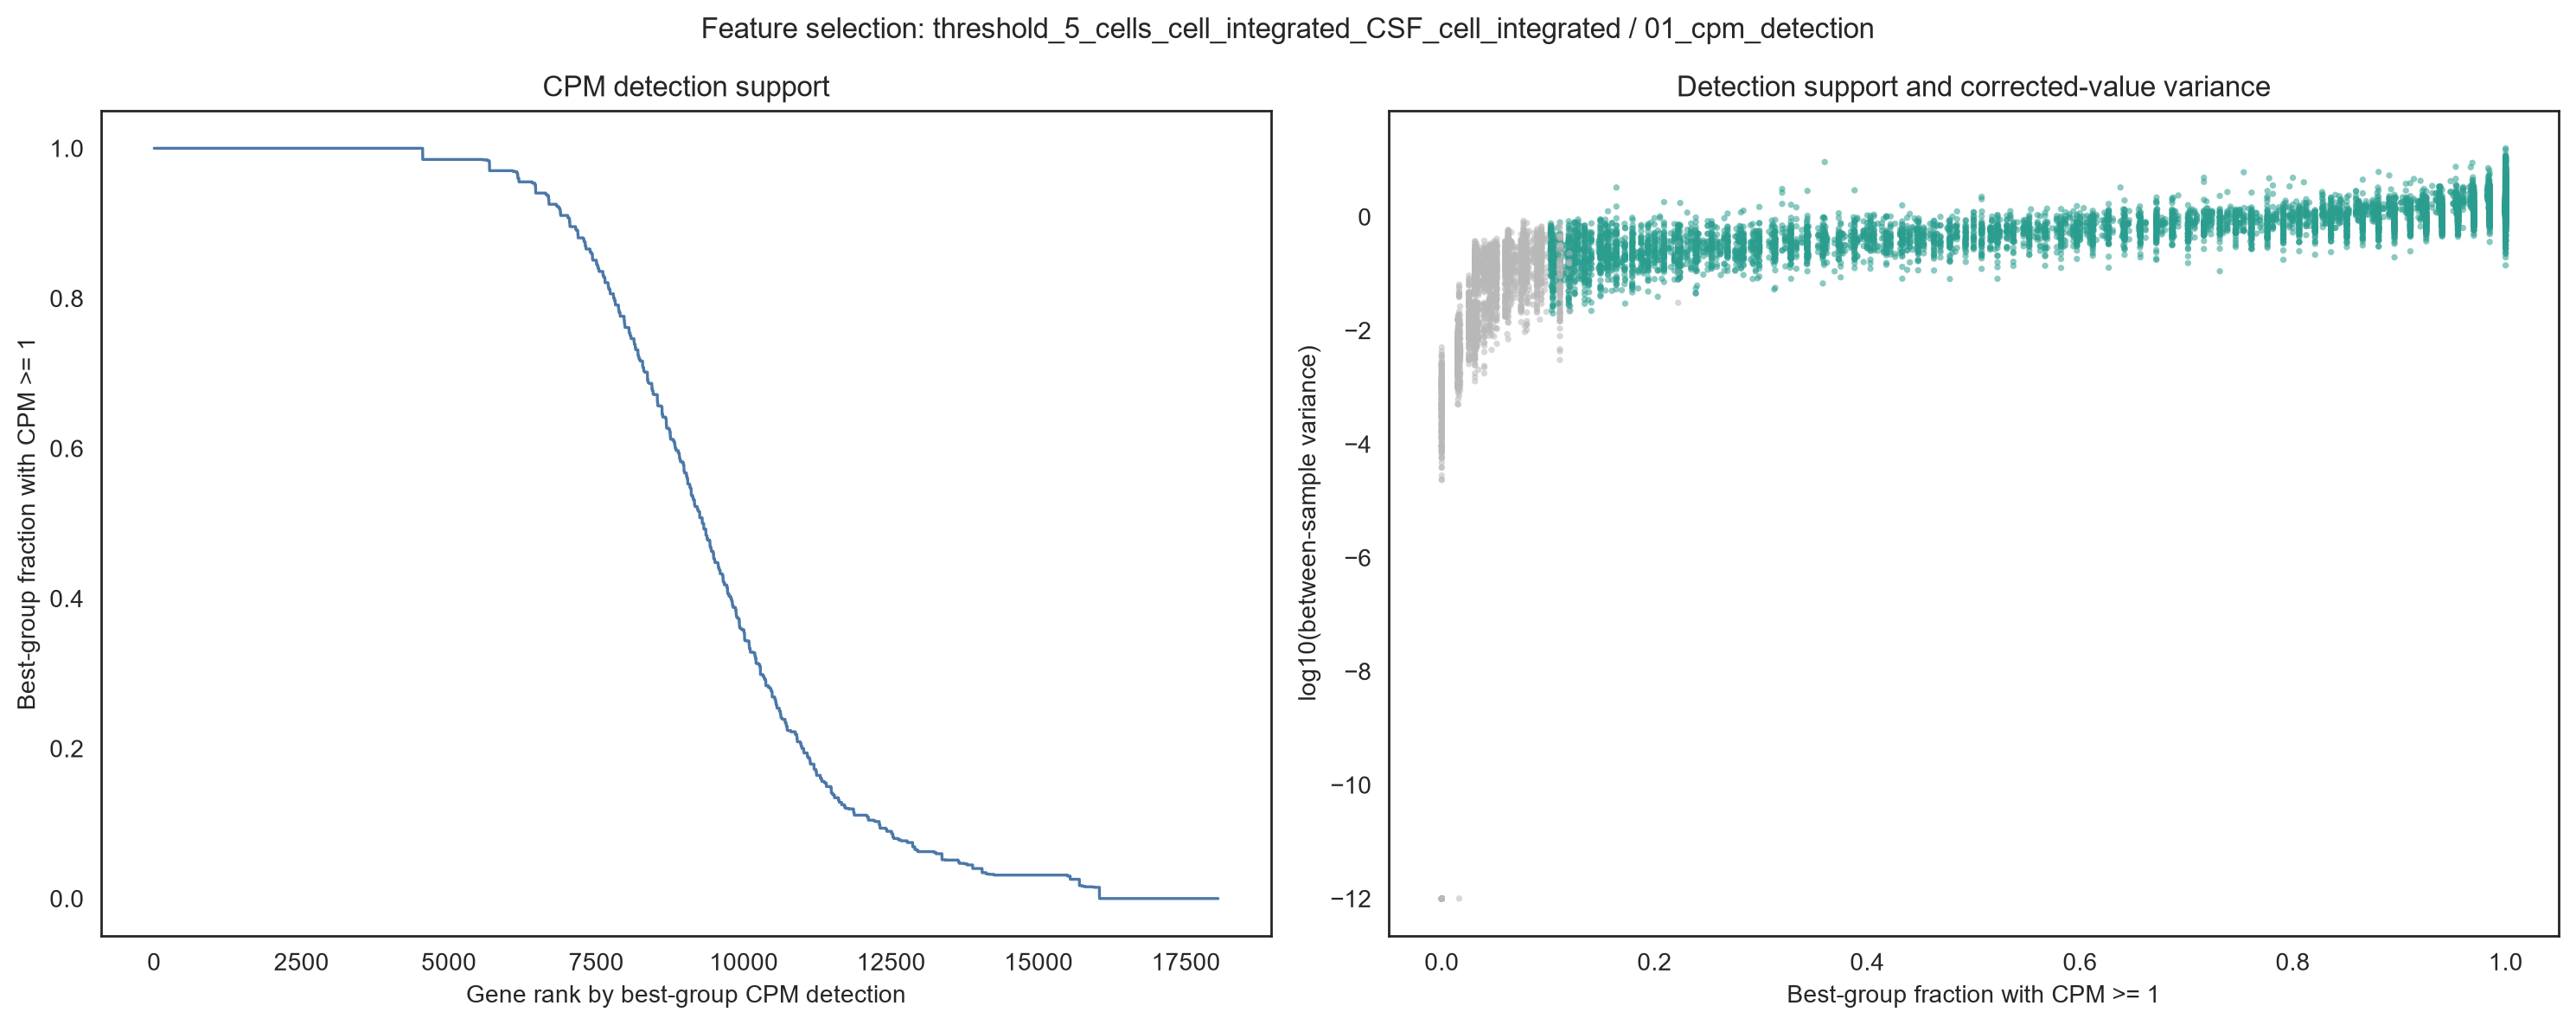 Feature selection: threshold_5_cells_cell_integrated_CSF_cell_integrated / 01_cpm_detection
CPM detection support
Best-group fraction with CPM >= 1
1.0
0.8
0.6
0.4
0.2
0.0
0 2500 5000 7500 10000 12500 15000 17500
Gene rank by best-group CPM detection
Detection support and corrected-value variance
log10(between-sample variance)
0
−2
−4
−6
−8
−10
−12
0.0 0.2 0.4 0.6 0.8 1.0
Best-group fraction with CPM >= 1